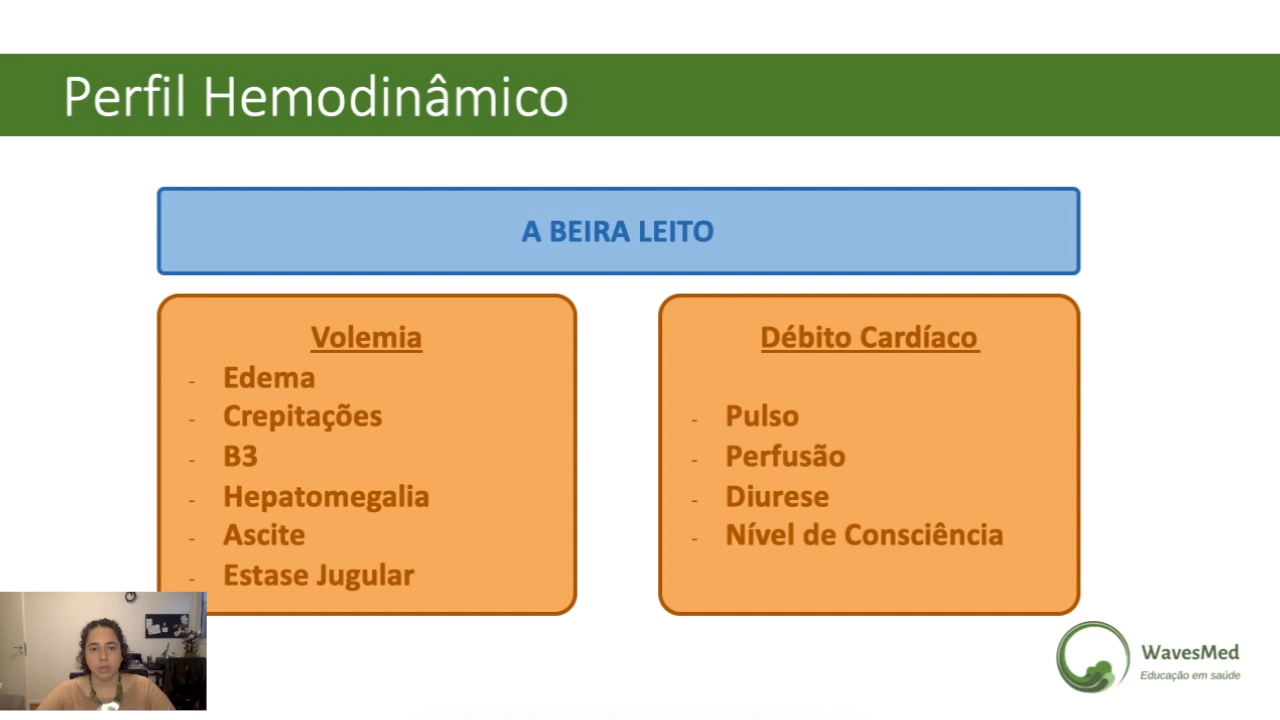 Perfil Hemodinâmico
A BEIRA LEITO
Volemia
- Edema
- Crepitações
- B3
- Hepatomegalia
- Ascite
- Estase Jugular
Débito Cardíaco
- Pulso
- Perfusão
- Diurese
- Nível de Consciência
WavesMed
Educação em saúde